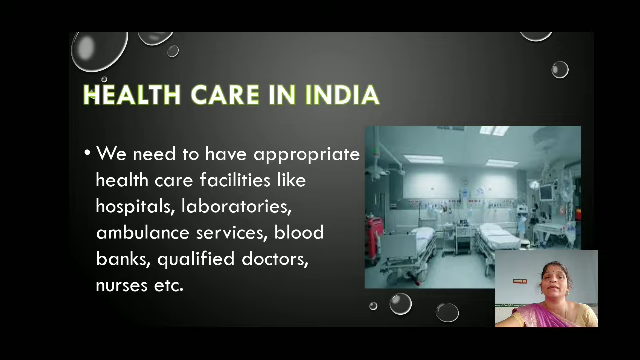 HEALTH CARE IN INDIA
• We need to have appropriate
health care facilities like
hospitals, laboratories,
ambulance services, blood
banks, qualified doctors,
nurses etc.